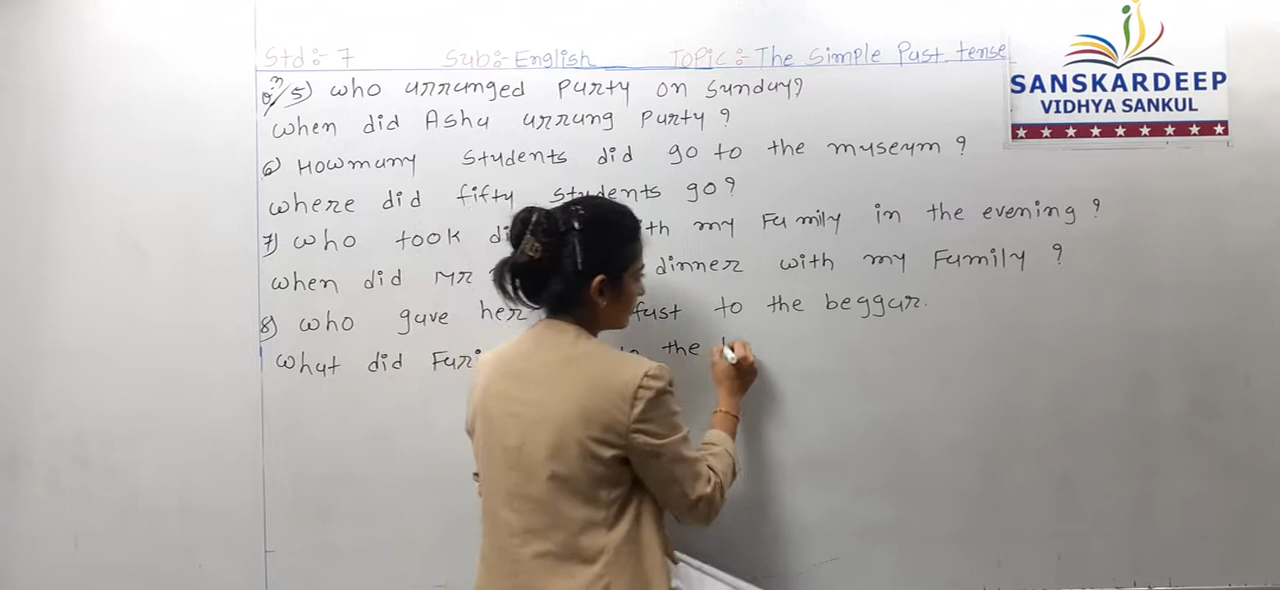 Std:- 7 Sub:- English Topic:- The Simple Past tense
SANSKARDEEP
VIDHYA SANKUL
5) Who arranged party on Sunday?
When did Asha arrang party?
6) Howmany students did go to the museum?
where did fifty students go?
7) Who took with my Family in the evening?
When did Mr dinner with my Family?
8) Who gave her to the beggar.
What did the